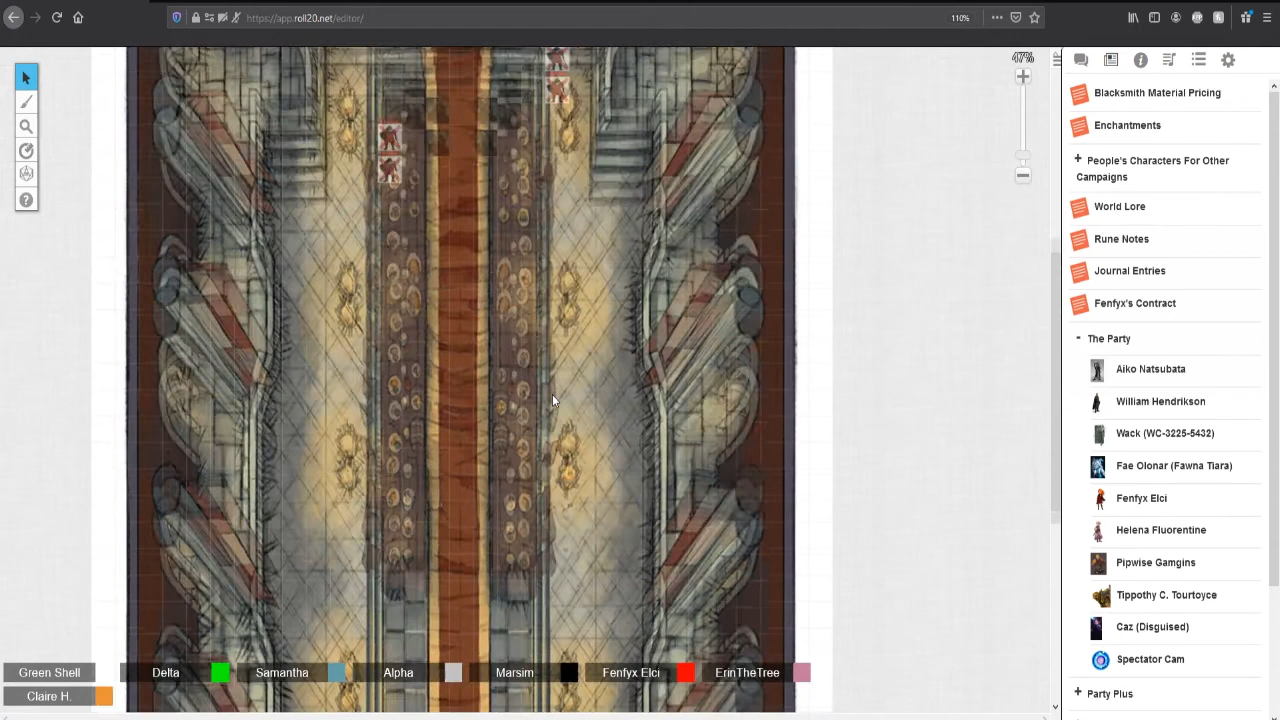 https://app.roll20.net/editor/
110%
47%
Blacksmith Material Pricing
Enchantments
+ People's Characters For Other
Campaigns
World Lore
Rune Notes
Journal Entries
Fenfyx's Contract
- The Party
Aiko Natsubata
William Hendrikson
Wack (WC-3225-5432)
Fae Olonar (Fawna Tiara)
Fenfyx Elci
Helena Fluorentine
Pipwise Gamgins
Tippothy C. Tourtoyce
Caz (Disguised)
Spectator Cam
+ Party Plus
Green Shell
Delta
Samantha
Alpha
Marsim
Fenfyx Elci
ErinTheTree
Claire H.